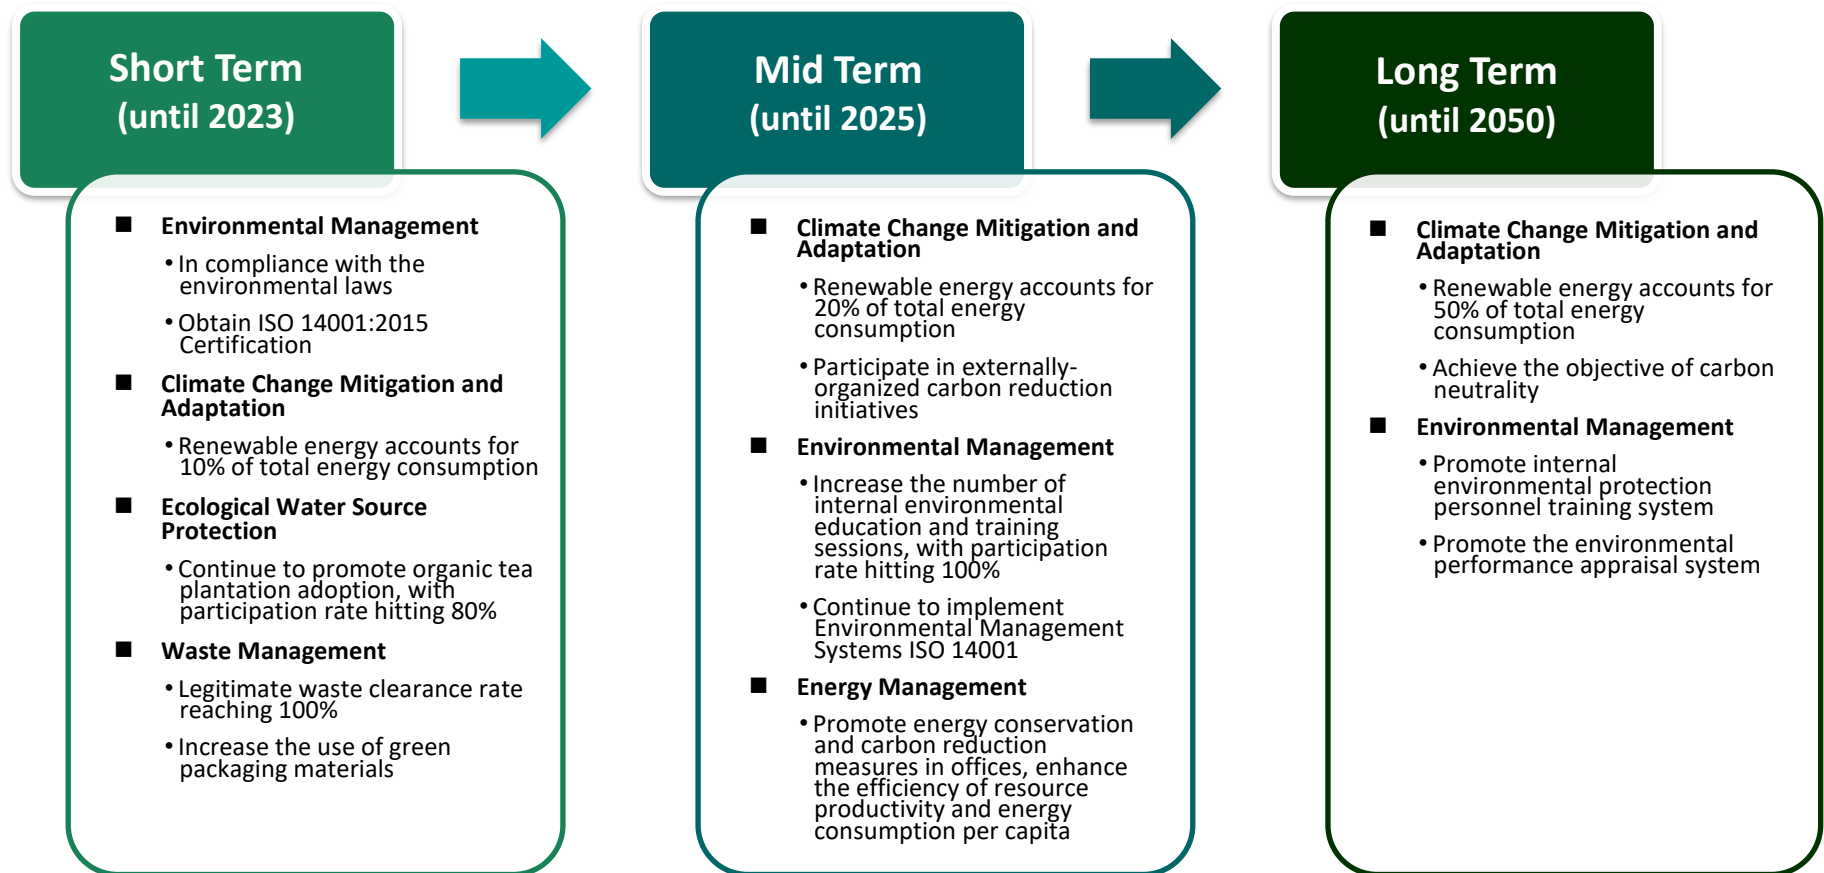 Short Term
(until 2023)
■ Environmental Management
• In compliance with the
environmental laws
• Obtain ISO 14001:2015
Certification
■ Climate Change Mitigation and
Adaptation
• Renewable energy accounts for
10% of total energy consumption
■ Ecological Water Source
Protection
• Continue to promote organic tea
plantation adoption, with
participation rate hitting 80%
■ Waste Management
• Legitimate waste clearance rate
reaching 100%
• Increase the use of green
packaging materials
Mid Term
(until 2025)
■ Climate Change Mitigation and
Adaptation
• Renewable energy accounts for
20% of total energy
consumption
• Participate in externally-
organized carbon reduction
initiatives
■ Environmental Management
• Increase the number of
internal environmental
education and training
sessions, with participation
rate hitting 100%
• Continue to implement
Environmental Management
Systems ISO 14001
■ Energy Management
• Promote energy conservation
and carbon reduction
measures in offices, enhance
the efficiency of resource
productivity and energy
consumption per capita
Long Term
(until 2050)
■ Climate Change Mitigation and
Adaptation
• Renewable energy accounts for
50% of total energy
consumption
• Achieve the objective of carbon
neutrality
■ Environmental Management
• Promote internal
environmental protection
personnel training system
• Promote the environmental
performance appraisal system